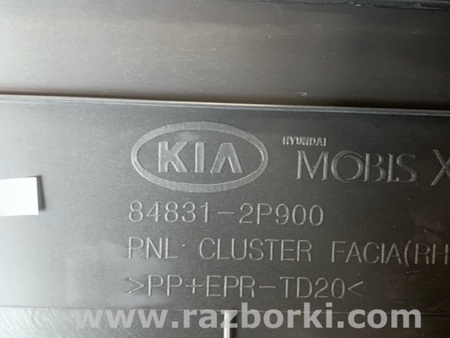 KIA
HYUNDAI
MOBIS X
84831-2P900
PNL CLUSTER FACIA(RH
>PP+EPR-TD20<
www.razborki.com